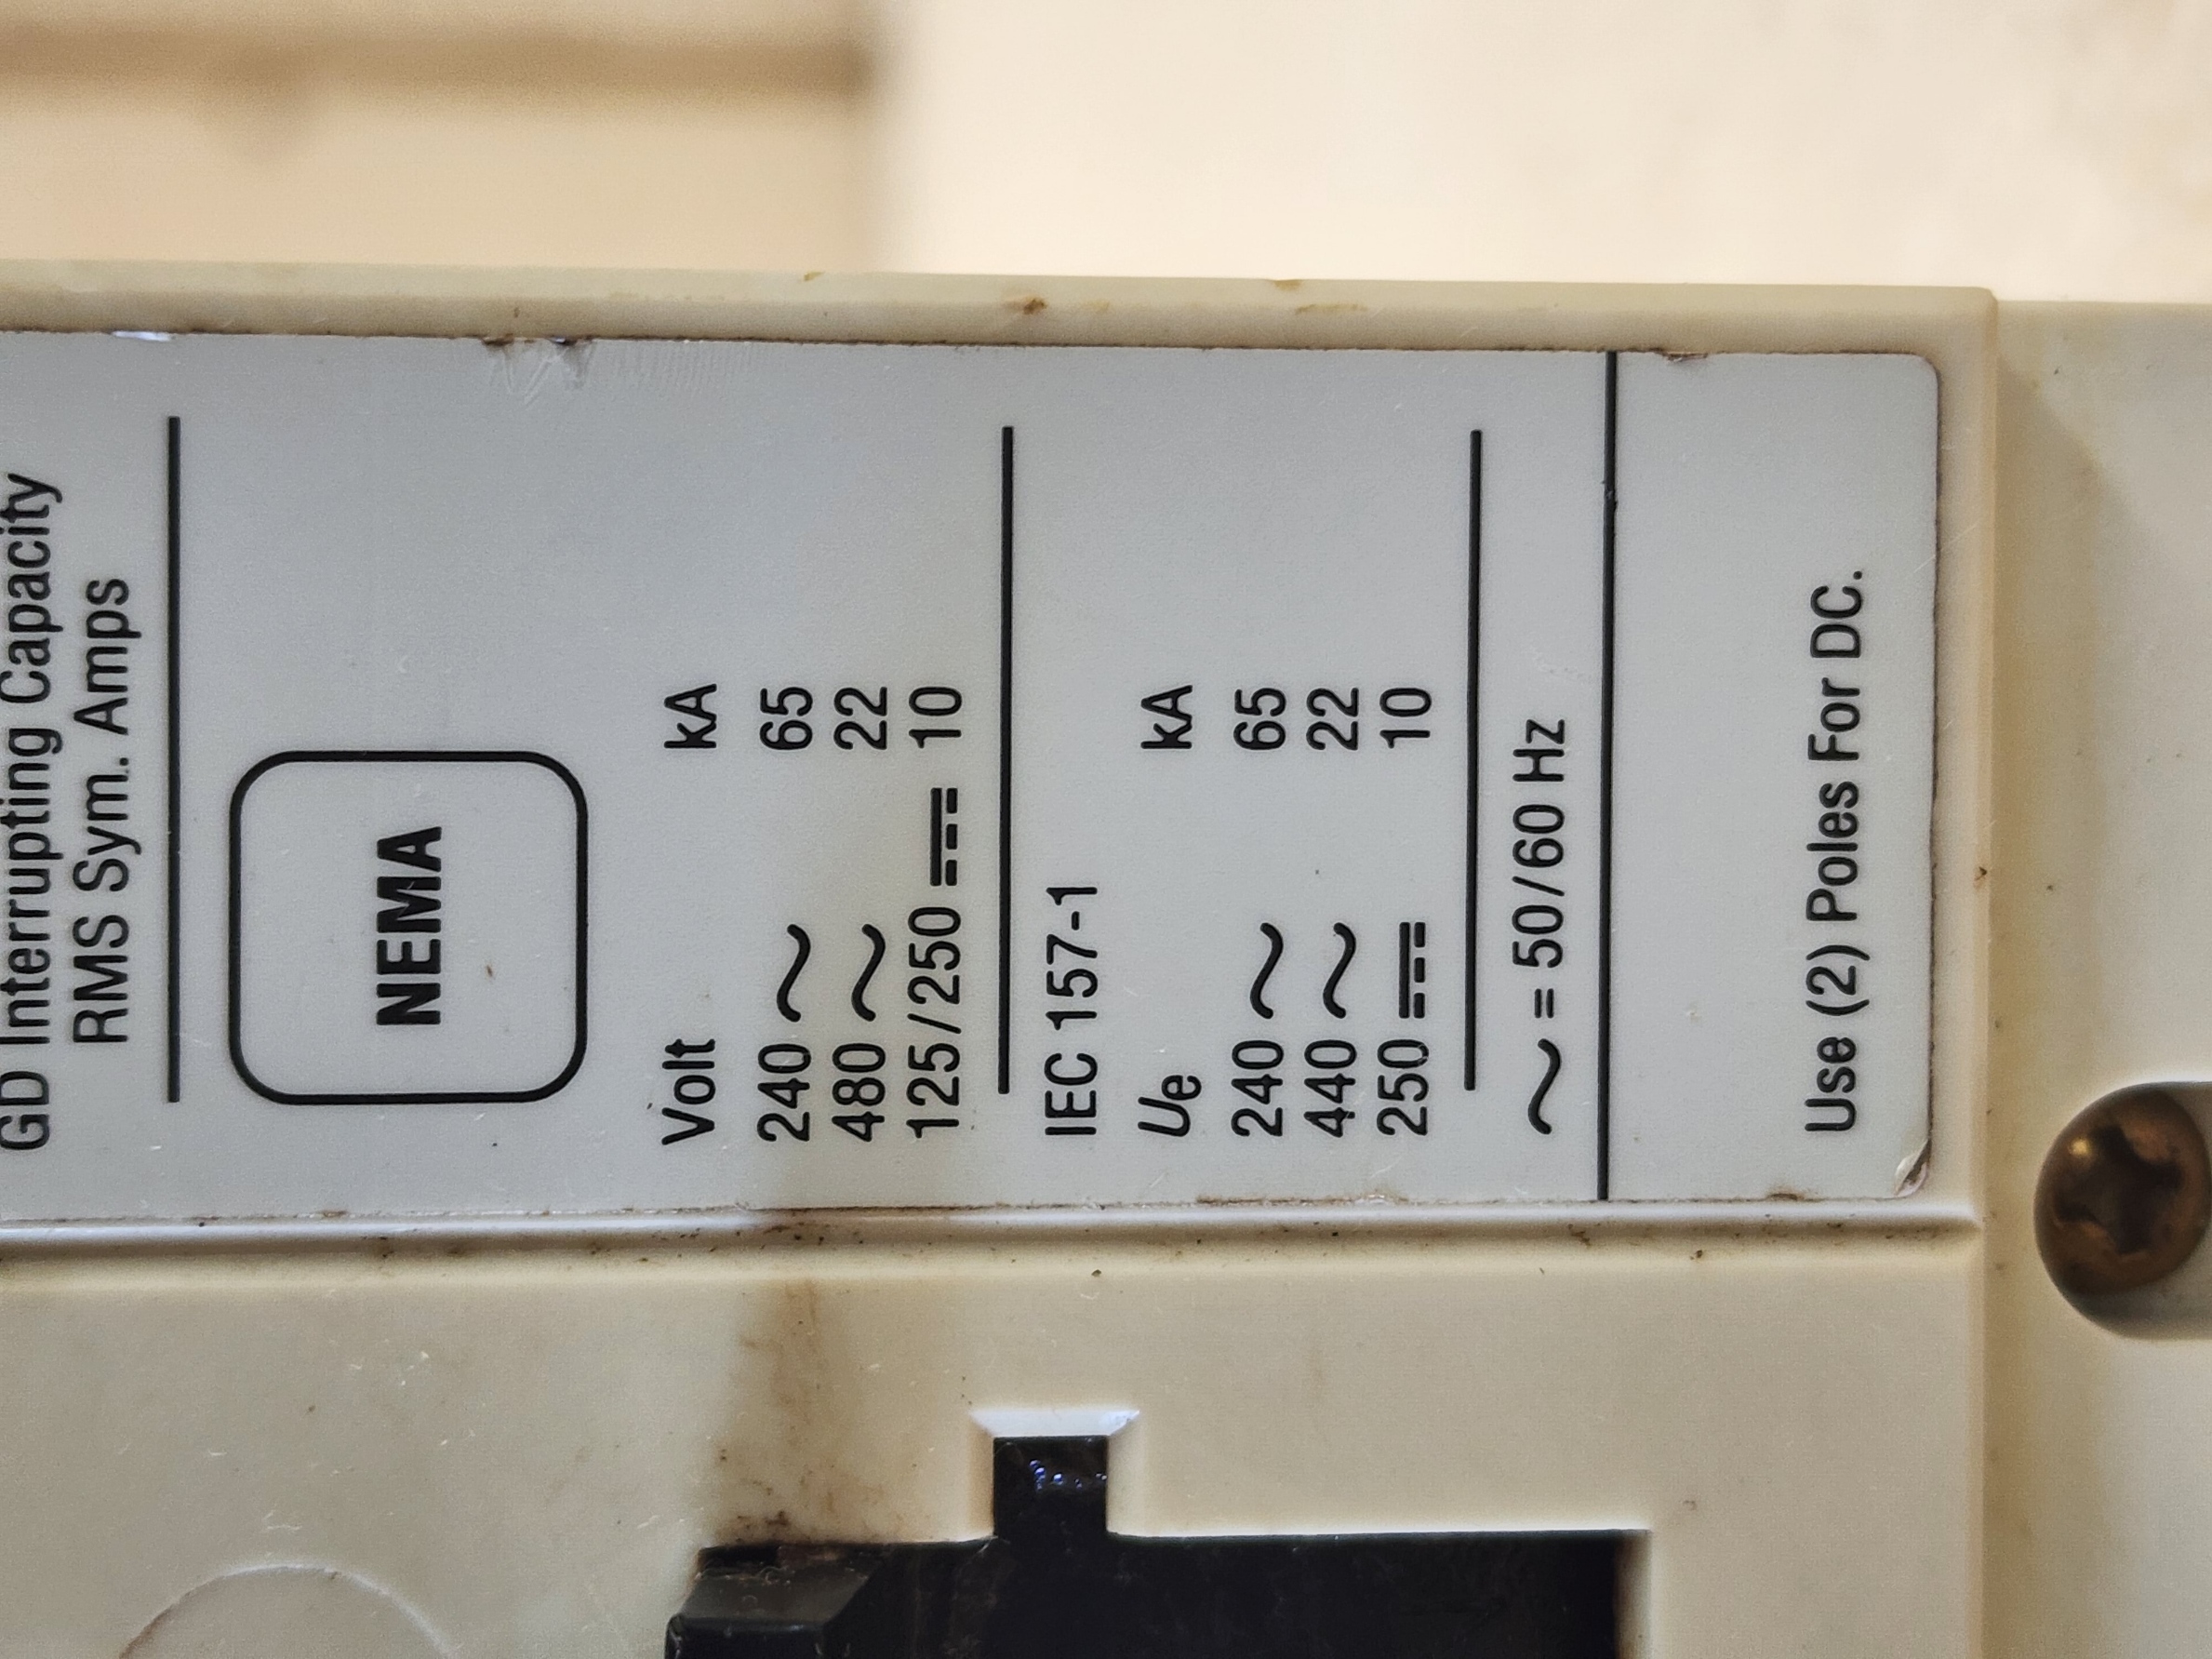 GD Interrupting Capacity
RMS Sym. Amps
NEMA
Volt kA
240 ~ 65
480 ~ 22
125/250 ⎓ 10
IEC 157-1
Ue kA
240 ~ 65
440 ~ 22
250 ⎓ 10
~ = 50/60 Hz
Use (2) Poles For DC.